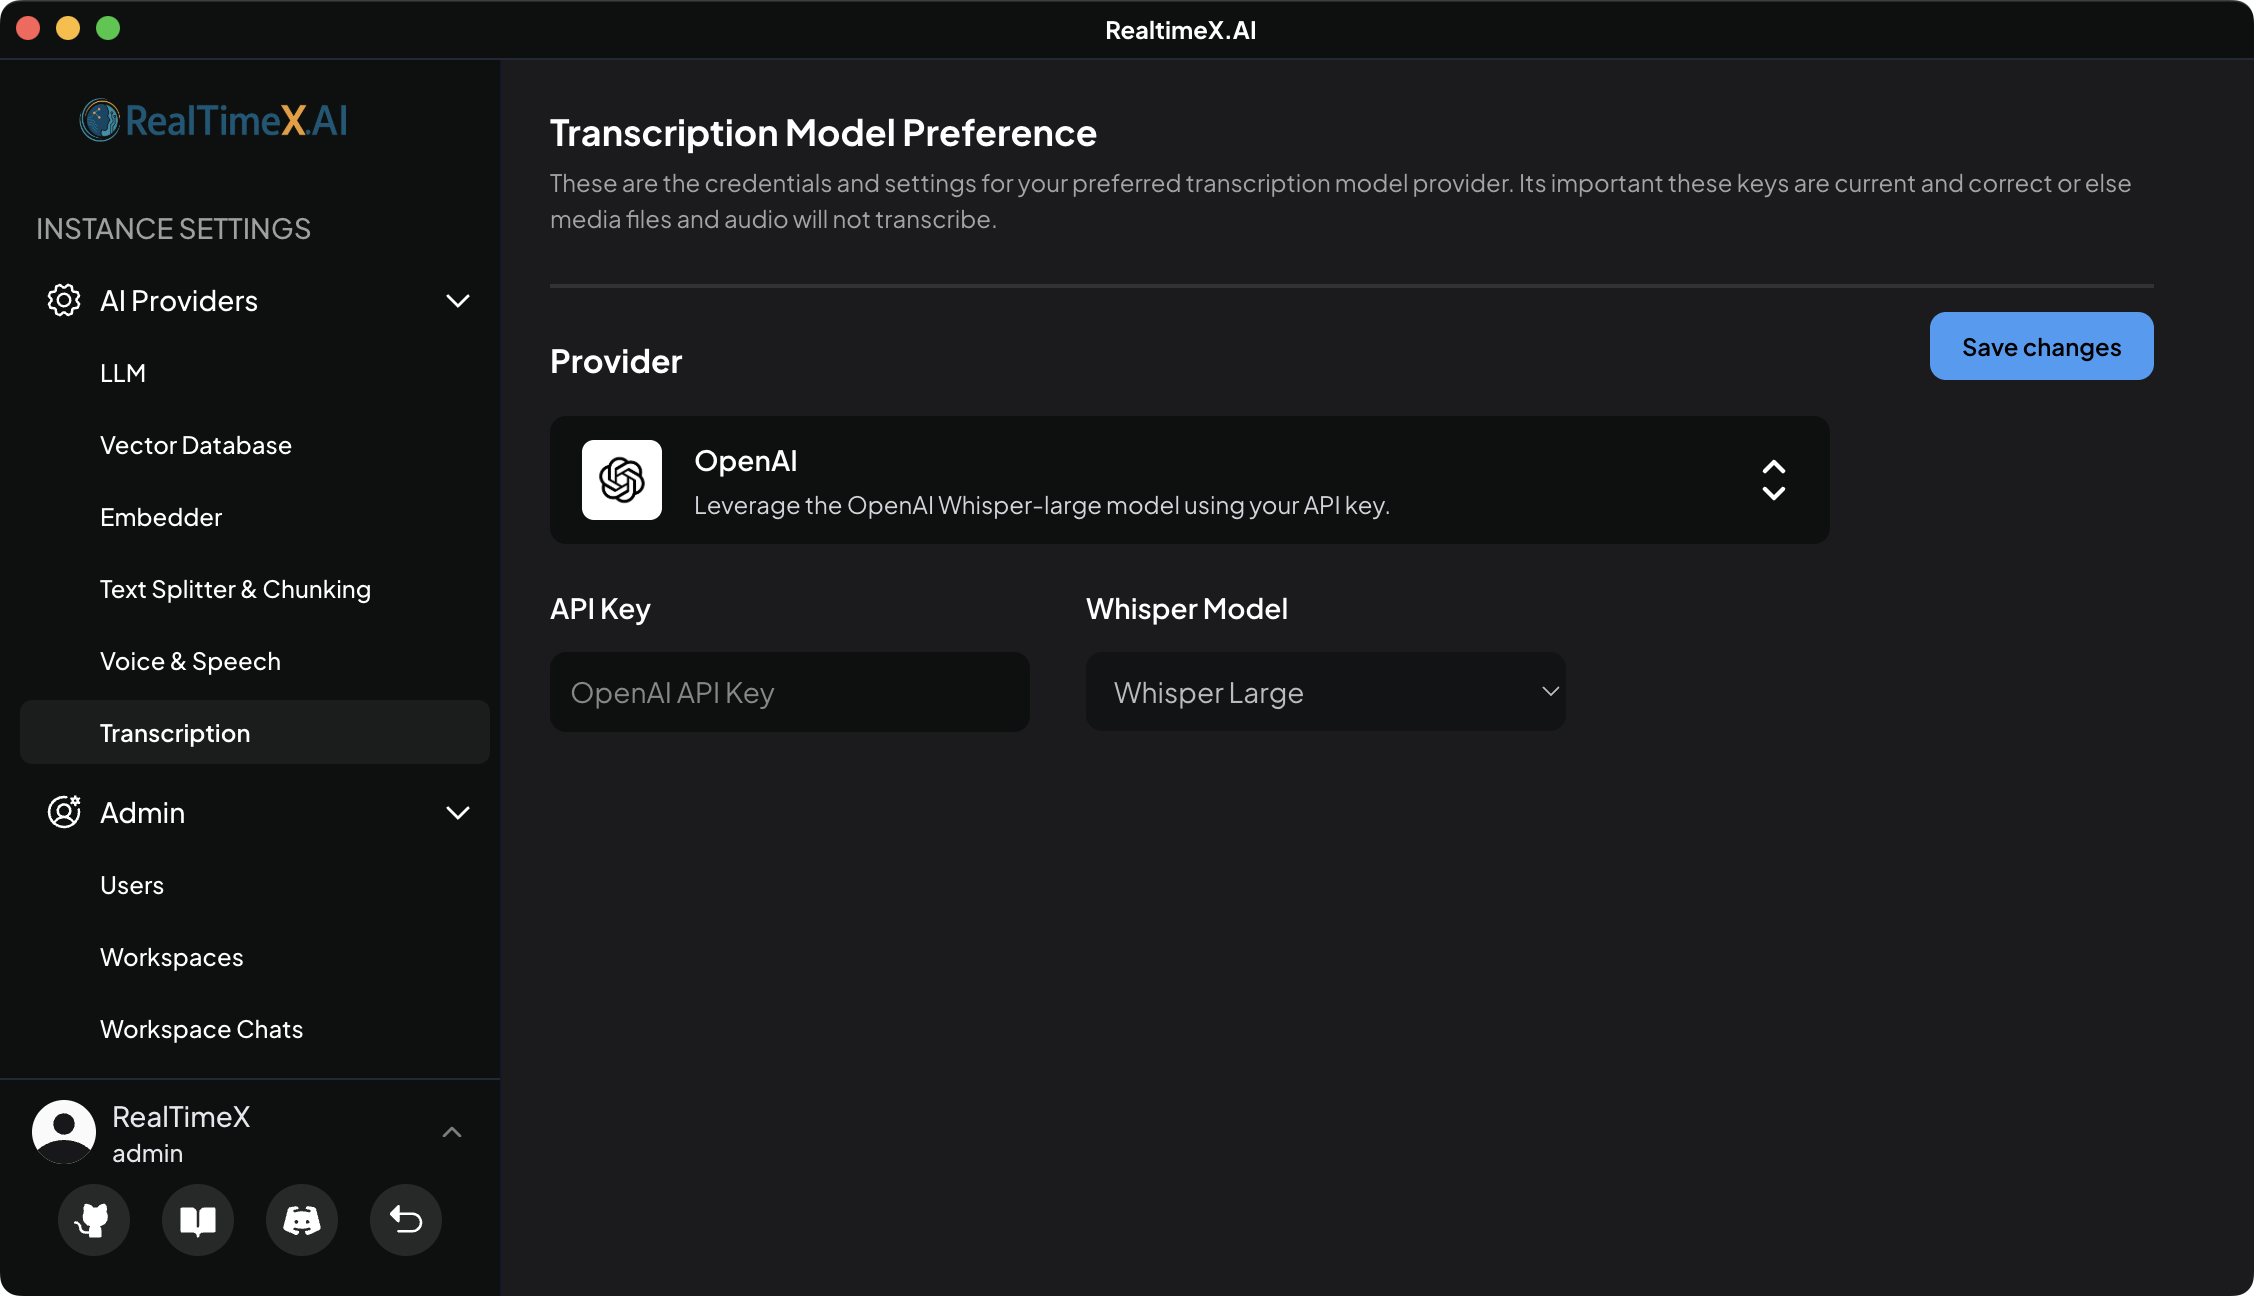 RealtimeX.AI
RealTimeX.AI
INSTANCE SETTINGS
AI Providers
LLM
Vector Database
Embedder
Text Splitter & Chunking
Voice & Speech
Transcription
Admin
Users
Workspaces
Workspace Chats
RealTimeX
admin
Transcription Model Preference
These are the credentials and settings for your preferred transcription model provider. Its important these keys are current and correct or else
media files and audio will not transcribe.
Save changes
Provider
OpenAI
Leverage the OpenAI Whisper-large model using your API key.
API Key
OpenAI API Key
Whisper Model
Whisper Large